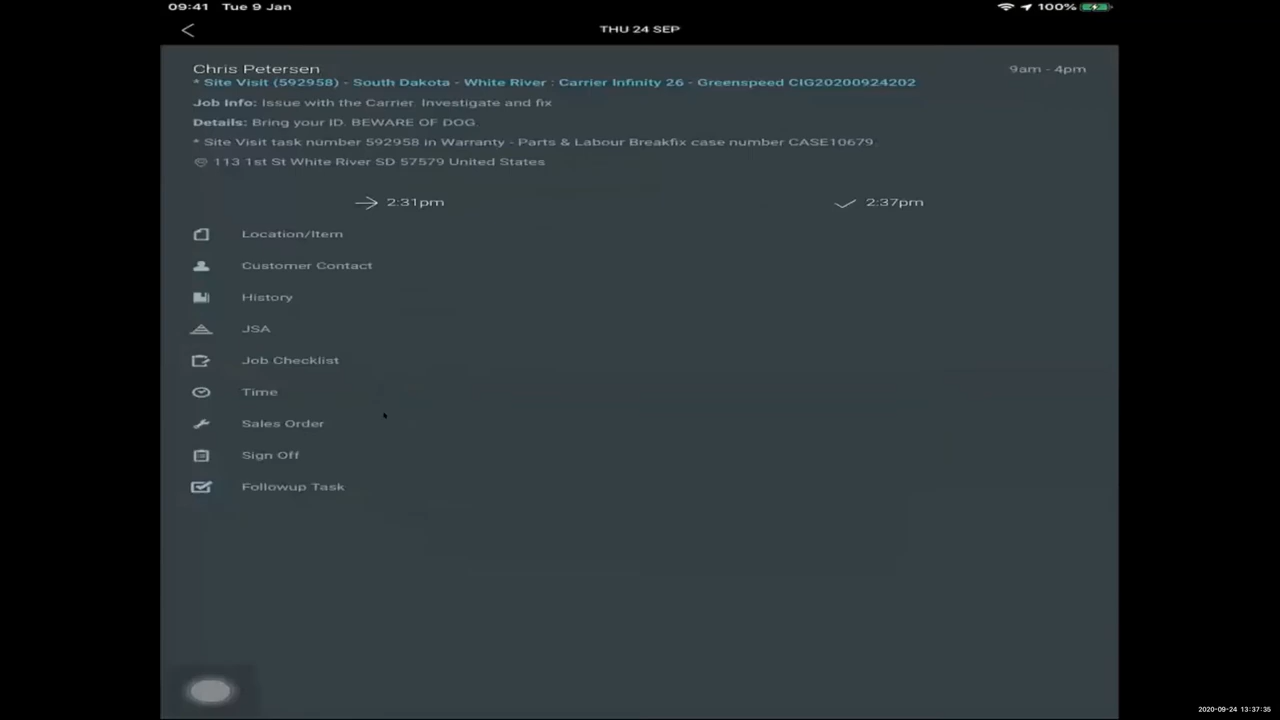 09:41 Tue 9 Jan 100%
THU 24 SEP
Chris Petersen 9am - 4pm
* Site Visit (592958) - South Dakota - White River : Carrier Infinity 26 - Greenspeed CIG20200924202
Job Info: Issue with the Carrier. Investigate and fix
Details: Bring your ID. BEWARE OF DOG.
* Site Visit task number 592958 in Warranty - Parts & Labour Breakfix case number CASE10679.
113 1st St White River SD 57579 United States
2:31pm 2:37pm
Location/Item
Customer Contact
History
JSA
Job Checklist
Time
Sales Order
Sign Off
Followup Task
2020-09-24 13:37:35